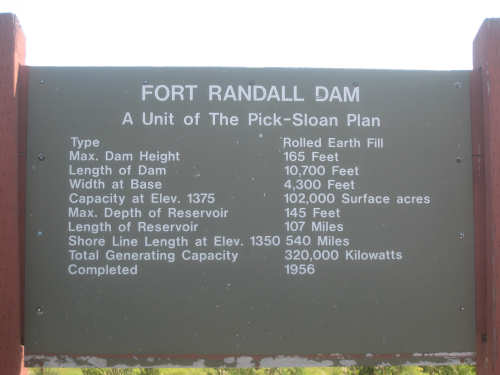 FORT RANDALL DAM
A Unit of The Pick-Sloan Plan
Type Rolled Earth Fill
Max. Dam Height 165 Feet
Length of Dam 10,700 Feet
Width at Base 4,300 Feet
Capacity at Elev. 1375 102,000 Surface acres
Max. Depth of Reservoir 145 Feet
Length of Reservoir 107 Miles
Shore Line Length at Elev. 1350 540 Miles
Total Generating Capacity 320,000 Kilowatts
Completed 1956